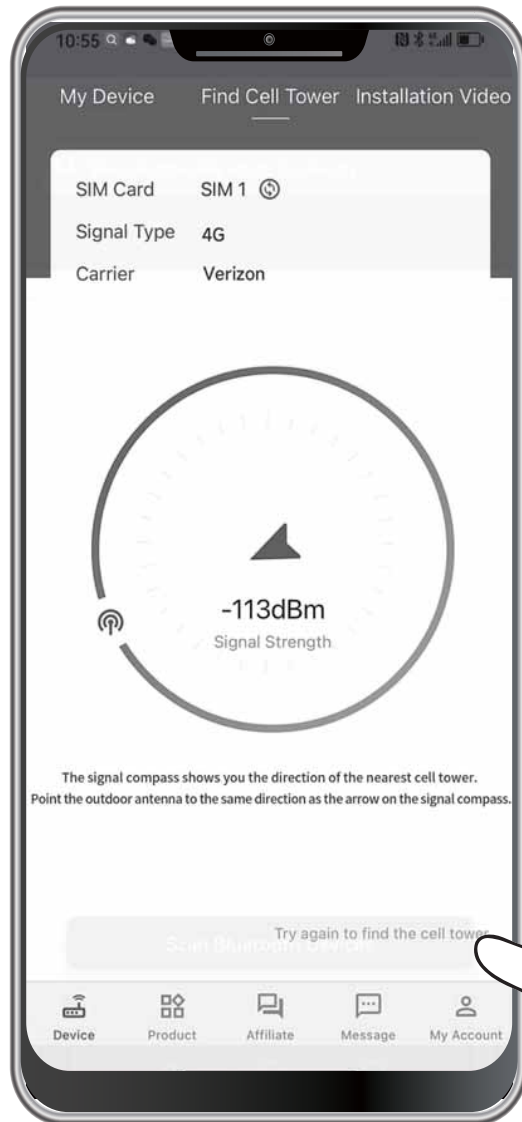 10:55
My Device Find Cell Tower Installation Video
SIM Card SIM 1
Signal Type 4G
Carrier Verizon
-113dBm
Signal Strength
The signal compass shows you the direction of the nearest cell tower.
Point the outdoor antenna to the same direction as the arrow on the signal compass.
Try again to find the cell tower
Scan Bluetooth Devices
Device Product Affiliate Message My Account